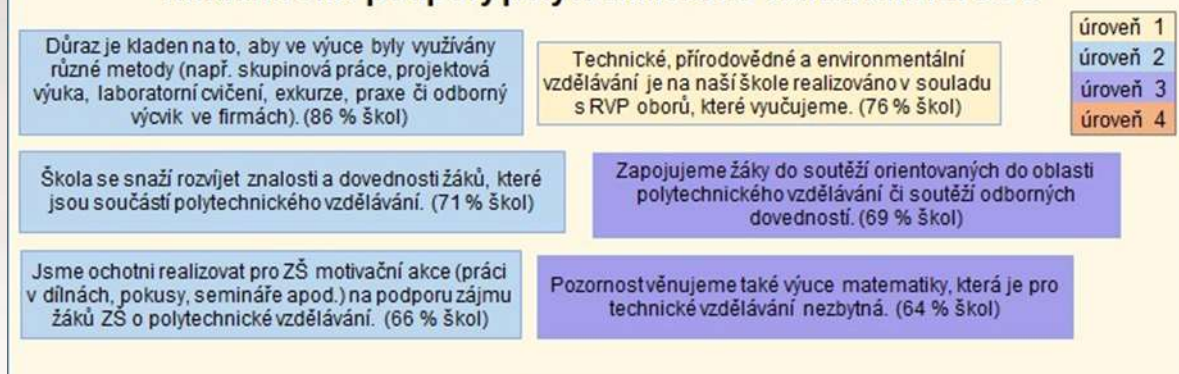 Důraz je kladen na to, aby ve výuce byly využívány
různé metody (např. skupinová práce, projektová
výuka, laboratorní cvičení, exkurze, praxe či odborný
výcvik ve firmách). (86 % škol)
Technické, přírodovědné a environmentální
vzdělávání je na naší škole realizováno v souladu
s RVP oborů, které vyučujeme. (76 % škol)
úroveň 1
úroveň 2
úroveň 3
úroveň 4
Škola se snaží rozvíjet znalosti a dovednosti žáků, které
jsou součástí polytechnického vzdělávání. (71 % škol)
Zapojujeme žáky do soutěží orientovaných do oblasti
polytechnického vzdělávání či soutěží odborných
dovedností. (69 % škol)
Jsme ochotni realizovat pro ZŠ motivační akce (práci
v dílnách, pokusy, semináře apod.) na podporu zájmu
žáků ZŠ o polytechnické vzdělávání. (66 % škol)
Pozornost věnujeme také výuce matematiky, která je pro
technické vzdělávání nezbytná. (64 % škol)